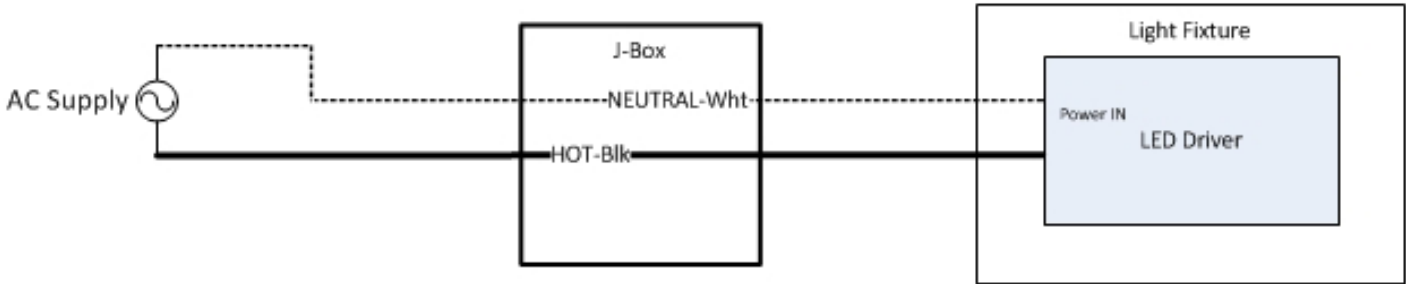 Light Fixture
J-Box
AC Supply
NEUTRAL-Wht
Power IN
LED Driver
HOT-Blk